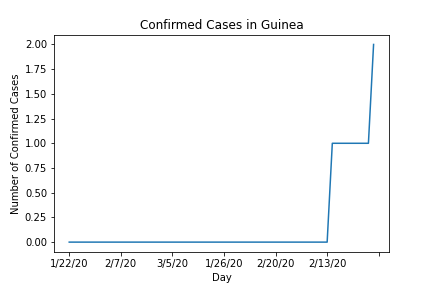 Confirmed Cases in Guinea
2.00
1.75
1.50
1.25
1.00
0.75
0.50
0.25
0.00
Number of Confirmed Cases
1/22/20 2/7/20 3/5/20 1/26/20 2/20/20 2/13/20
Day